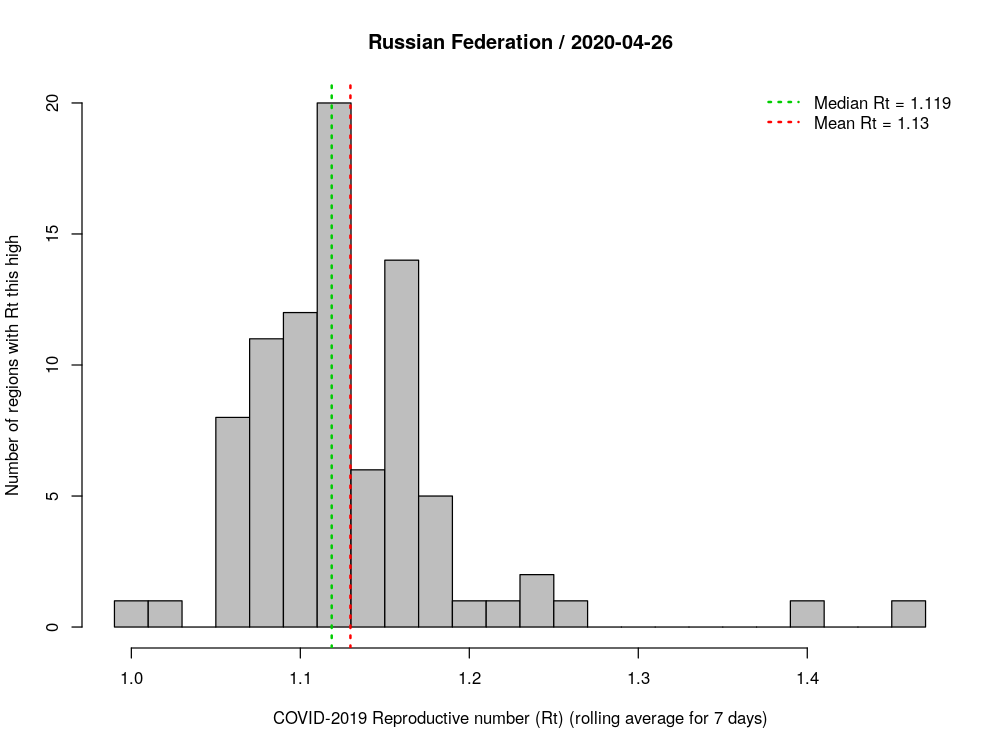 Russian Federation / 2020-04-26
Median Rt = 1.119
Mean Rt = 1.13
Number of regions with Rt this high
20
15
10
5
0
1.0 1.1 1.2 1.3 1.4
COVID-2019 Reproductive number (Rt) (rolling average for 7 days)